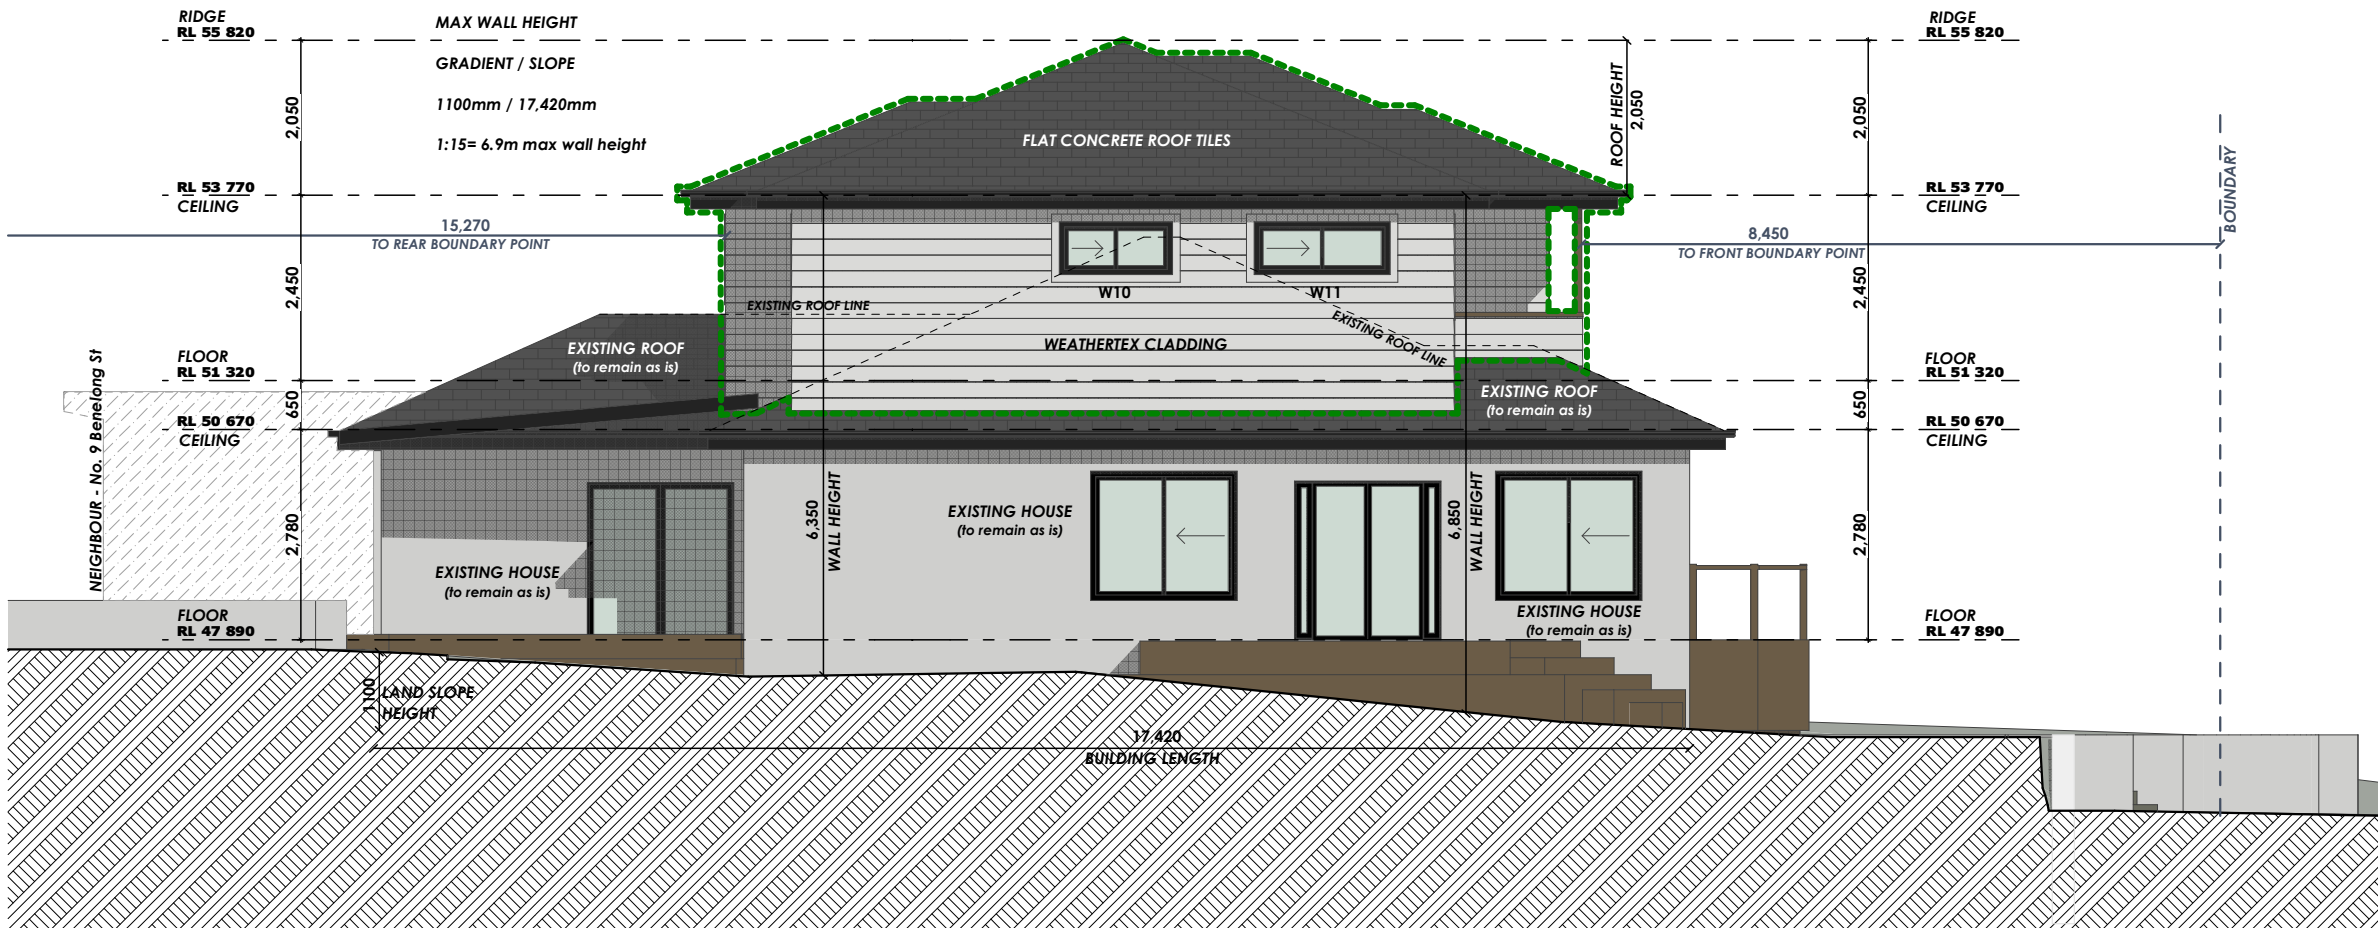 RIDGE
RL 55 820
MAX WALL HEIGHT
GRADIENT / SLOPE
1100mm / 17,420mm
1:15= 6.9m max wall height
RIDGE
RL 55 820
2,050
FLAT CONCRETE ROOF TILES
ROOF HEIGHT
2,050
2,050
BOUNDARY
RL 53 770
CEILING
RL 53 770
CEILING
15,270
TO REAR BOUNDARY POINT
8,450
TO FRONT BOUNDARY POINT
2,450
2,450
W10
W11
EXISTING ROOF LINE
EXISTING ROOF LINE
WEATHERTEX CLADDING
EXISTING ROOF
(to remain as is)
FLOOR
RL 51 320
FLOOR
RL 51 320
650
650
EXISTING ROOF
(to remain as is)
RL 50 670
CEILING
RL 50 670
CEILING
NEIGHBOUR - No. 9 Benelong St
2,780
2,780
6,350
WALL HEIGHT
6,850
WALL HEIGHT
EXISTING HOUSE
(to remain as is)
EXISTING HOUSE
(to remain as is)
EXISTING HOUSE
(to remain as is)
FLOOR
RL 47 890
FLOOR
RL 47 890
1100
LAND SLOPE
HEIGHT
17,420
BUILDING LENGTH